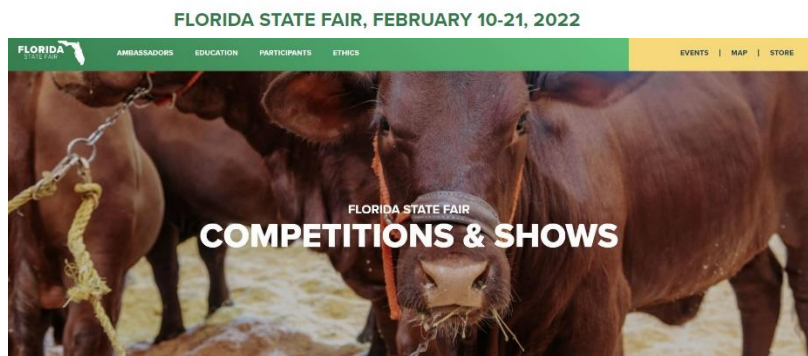 FLORIDA STATE FAIR, FEBRUARY 10-21, 2022
FLORIDA
STATE FAIR
AMBASSADORS EDUCATION PARTICIPANTS ETHICS EVENTS | MAP | STORE
FLORIDA STATE FAIR
COMPETITIONS & SHOWS